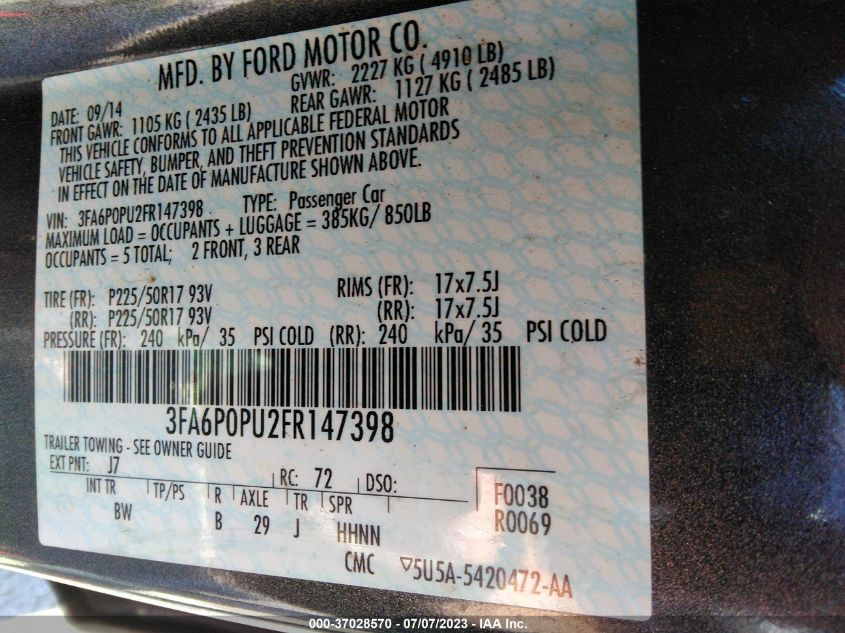 MFD. BY FORD MOTOR CO.
DATE: 09/14 GVWR: 2227 KG ( 4910 LB)
FRONT GAWR: 1105 KG ( 2435 LB) REAR GAWR: 1127 KG ( 2485 LB)
THIS VEHICLE CONFORMS TO ALL APPLICABLE FEDERAL MOTOR
VEHICLE SAFETY, BUMPER, AND THEFT PREVENTION STANDARDS
IN EFFECT ON THE DATE OF MANUFACTURE SHOWN ABOVE.
VIN: 3FA6P0PU2FR147398 TYPE: Passenger Car
MAXIMUM LOAD = OCCUPANTS + LUGGAGE = 385KG/ 850LB
OCCUPANTS = 5 TOTAL; 2 FRONT, 3 REAR
TIRE (FR): P225/50R17 93V RIMS (FR): 17x7.5J
(RR): P225/50R17 93V (RR): 17x7.5J
PRESSURE (FR): 240 kPa/ 35 PSI COLD (RR): 240 kPa/ 35 PSI COLD
3FA6P0PU2FR147398
TRAILER TOWING - SEE OWNER GUIDE
EXT PNT: J7 RC: 72 DSO:
INT TR TP/PS R AXLE TR SPR F0038
BW B 29 J HHNN R0069
CMC ▽5U5A-5420472-AA
000-37028570 - 07/07/2023 - IAA Inc.